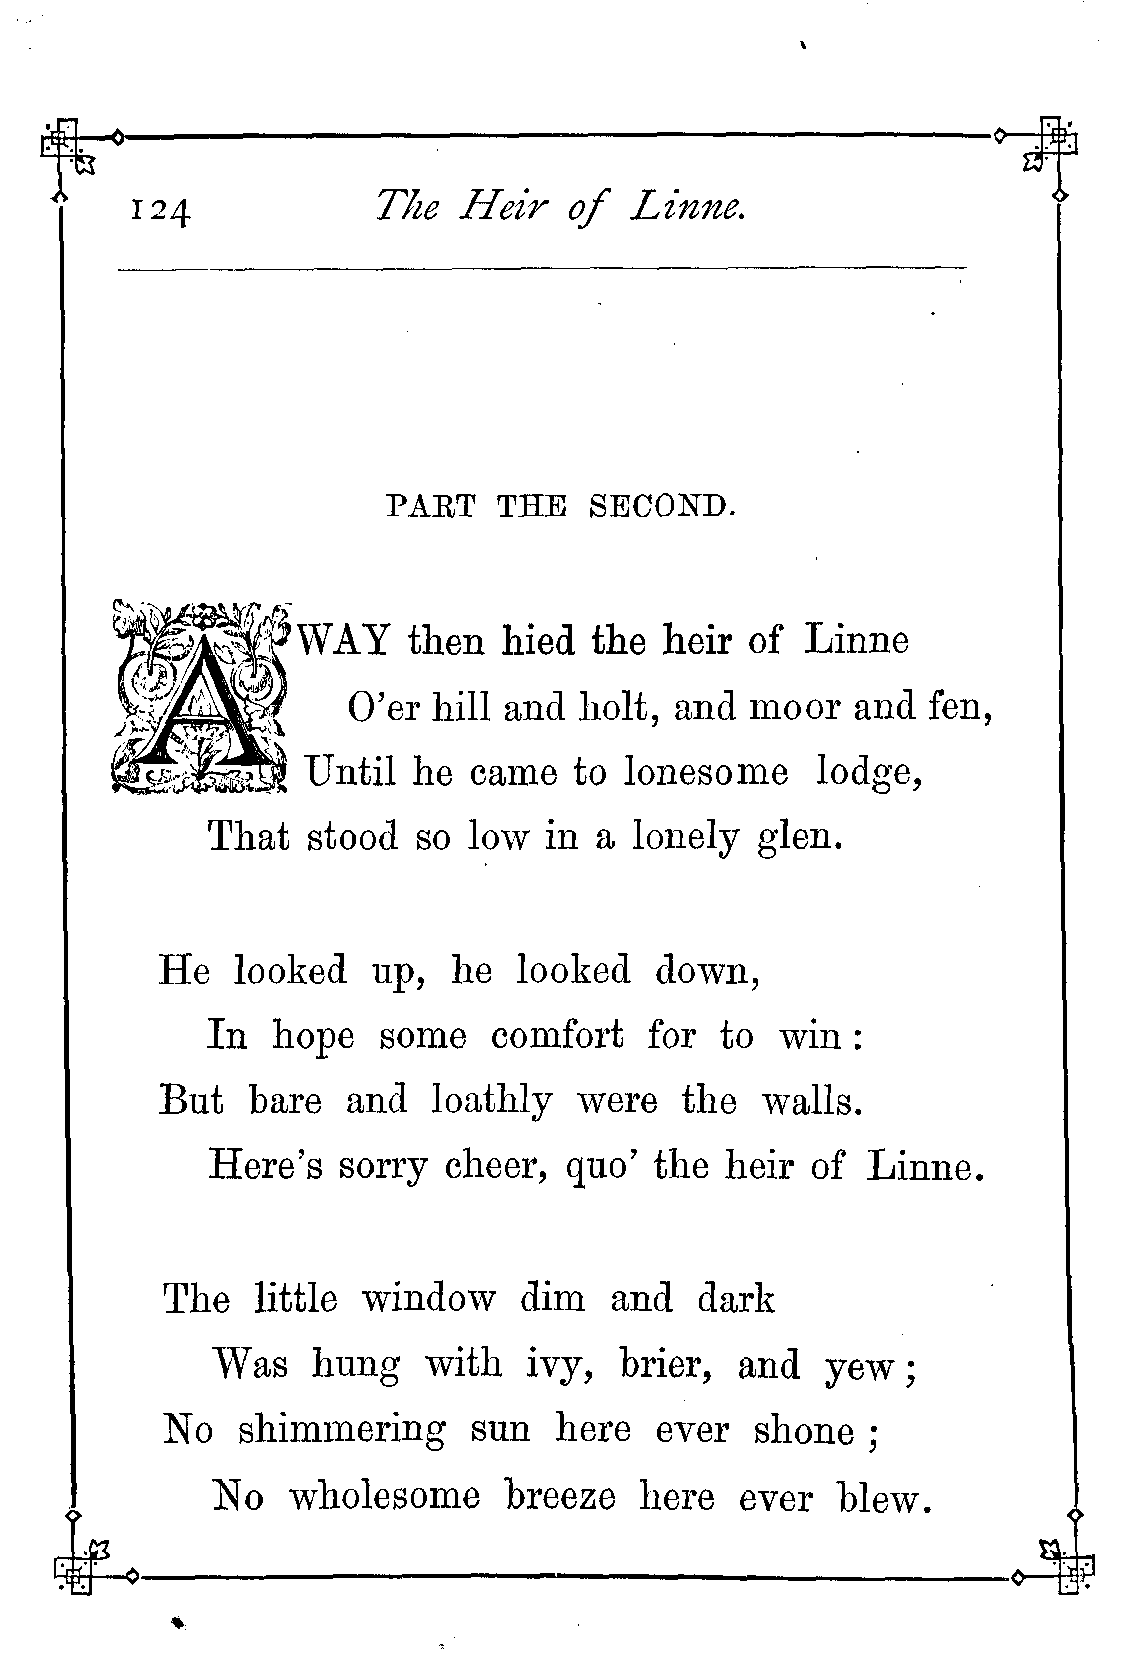 124 The Heir of Linne.
PART THE SECOND.
AWAY then hied the heir of Linne
O'er hill and holt, and moor and fen,
Until he came to lonesome lodge,
That stood so low in a lonely glen.
He looked up, he looked down,
In hope some comfort for to win :
But bare and loathly were the walls.
Here's sorry cheer, quo' the heir of Linne.
The little window dim and dark
Was hung with ivy, brier, and yew ;
No shimmering sun here ever shone ;
No wholesome breeze here ever blew.